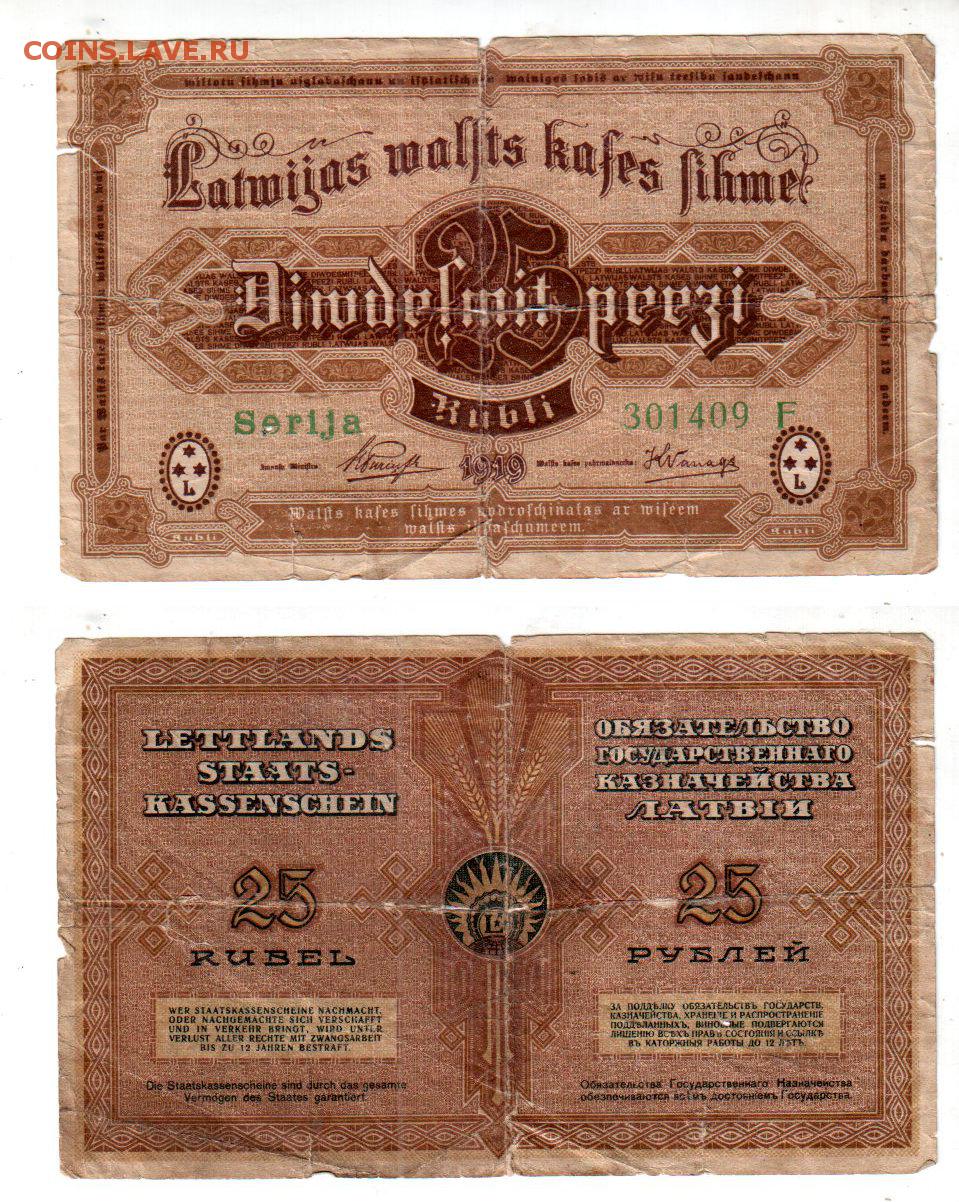 COINS.LAVE.RU
Latwijas walſts kaſes ſihme
25
Diwdeſmit peezi
Rubli
Serija
301409 F
1919
L
L
Walſts kaſes ſihmes nodroſchinatas ar wiſeem
walſts ihpaſchumeem.
Rubli
Rubli
LETTLANDS
STAATS-
KASSENSCHEIN
25
RUBEL
WER STAATSKASSENSCHEINE NACHMACHT,
ODER NACHGEMACHTE SICH VERSCHAFFT
UND IN VERKEHR BRINGT, WIRD UNTER
VERLUST ALLER RECHTE MIT ZWANGSARBEIT
BIS ZU 12 JAHREN BESTRAFT.
Die Staatskassenscheine sind durch das gesamte
Vermögen des Staates garantiert.
L
ОБЯЗАТЕЛЬСТВО
ГОСУДАРСТВЕННАГО
КАЗНАЧЕЙСТВА
ЛАТВІИ
25
РУБЛЕЙ
ЗА ПОДДѢЛКУ ОБЯЗАТЕЛЬСТВЪ ГОСУДАРСТВ.
КАЗНАЧЕЙСТВА, ХРАНЕНІЕ И РАСПРОСТРАНЕНІЕ
ПОДДѢЛАННЫХЪ, ВИНОВНЫЕ ПОДВЕРГАЮТСЯ
ЛИШЕНІЮ ВСѢХЪ ПРАВЪ СОСТОЯНІЯ И ССЫЛКѢ
ВЪ КАТОРЖНЫЯ РАБОТЫ ДО 12 ЛѢТЪ.
Обязательства Государственнаго Казначейства
обезпечиваются всѣмъ достояніемъ Государства.